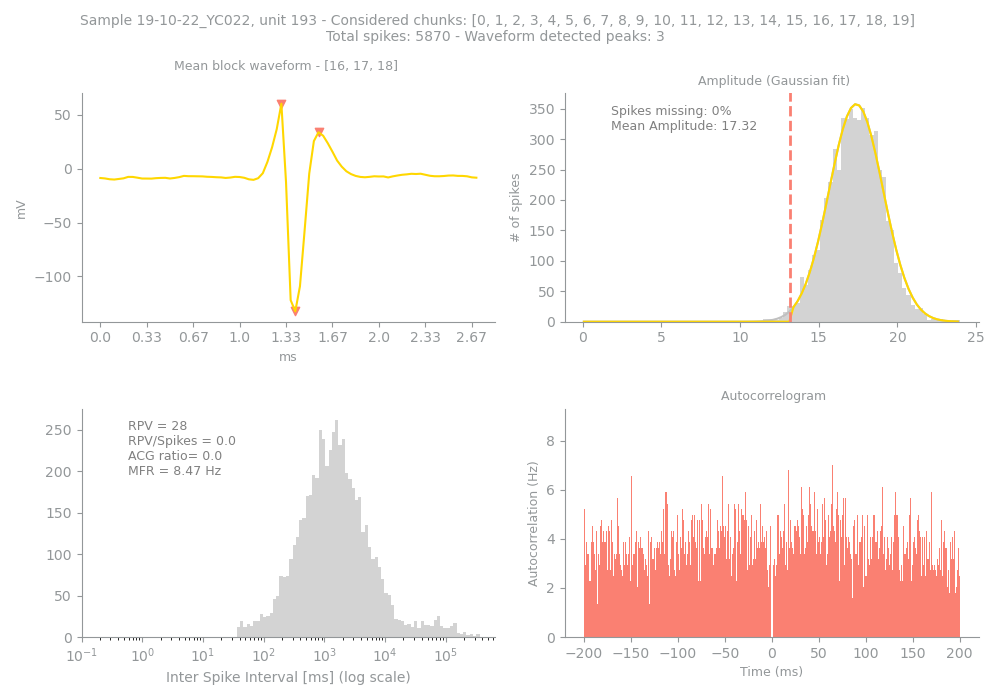 Sample 19-10-22_YC022, unit 193 - Considered chunks: [0, 1, 2, 3, 4, 5, 6, 7, 8, 9, 10, 11, 12, 13, 14, 15, 16, 17, 18, 19]
Total spikes: 5870 - Waveform detected peaks: 3
Mean block waveform - [16, 17, 18]
50
0
−50
−100
mV
0.0 0.33 0.67 1.0 1.33 1.67 2.0 2.33 2.67
ms
Amplitude (Gaussian fit)
Spikes missing: 0%
Mean Amplitude: 17.32
350
300
250
200
150
100
50
0
# of spikes
0 5 10 15 20 25
RPV = 28
RPV/Spikes = 0.0
ACG ratio= 0.0
MFR = 8.47 Hz
250
200
150
100
50
0
10⁻¹ 10⁰ 10¹ 10² 10³ 10⁴ 10⁵
Inter Spike Interval [ms] (log scale)
Autocorrelogram
8
6
4
2
0
Autocorrelation (Hz)
−200 −150 −100 −50 0 50 100 150 200
Time (ms)